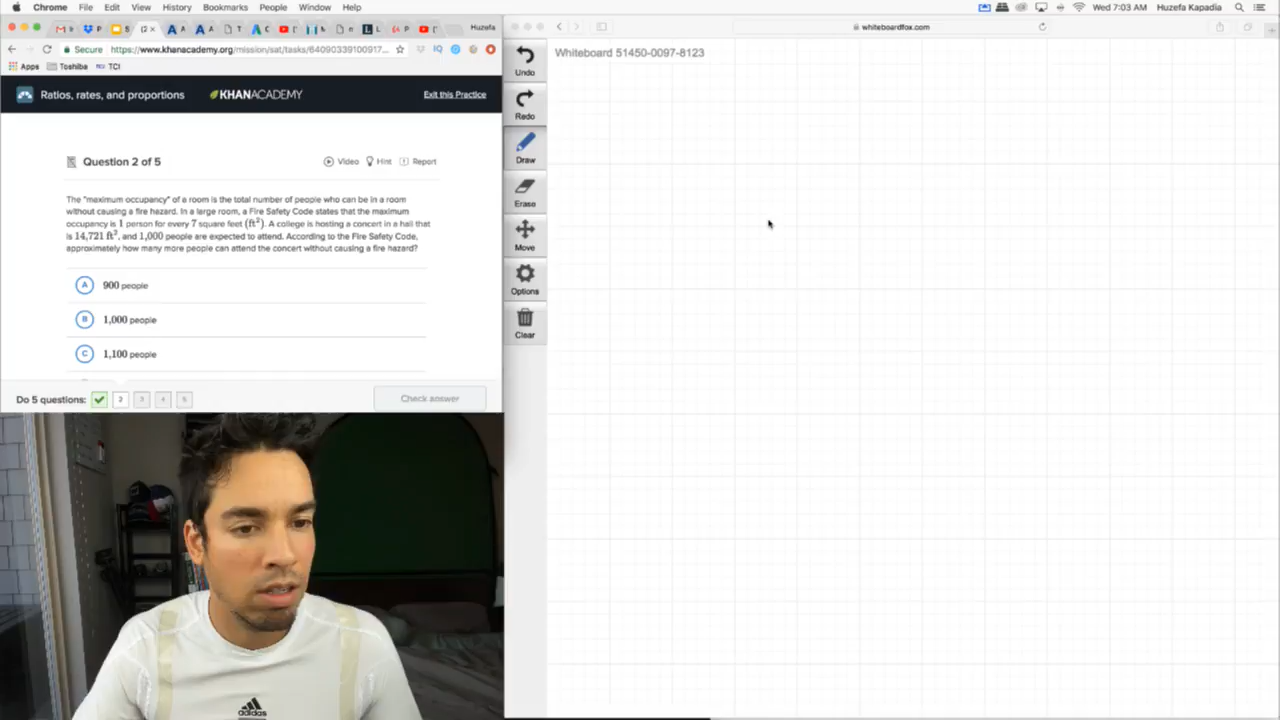 Chrome File Edit View History Bookmarks People Window Help
Wed 7:03 AM Huzefa Kapadia
Huzefa
Secure https://www.khanacademy.org/mission/sat/tasks/64090339100917...
Apps Toshiba TCI
whiteboardfox.com
Ratios, rates, and proportions KHANACADEMY Exit this Practice
Question 2 of 5 Video Hint Report
The "maximum occupancy" of a room is the total number of people who can be in a room
without causing a fire hazard. In a large room, a Fire Safety Code states that the maximum
occupancy is 1 person for every 7 square feet (ft²). A college is hosting a concert in a hall that
is 14,721 ft², and 1,000 people are expected to attend. According to the Fire Safety Code,
approximately how many more people can attend the concert without causing a fire hazard?
A 900 people
B 1,000 people
C 1,100 people
Do 5 questions: 2 3 4 5 Check answer
Whiteboard 51450-0097-8123
Undo
Redo
Draw
Erase
Move
Options
Clear
adidas